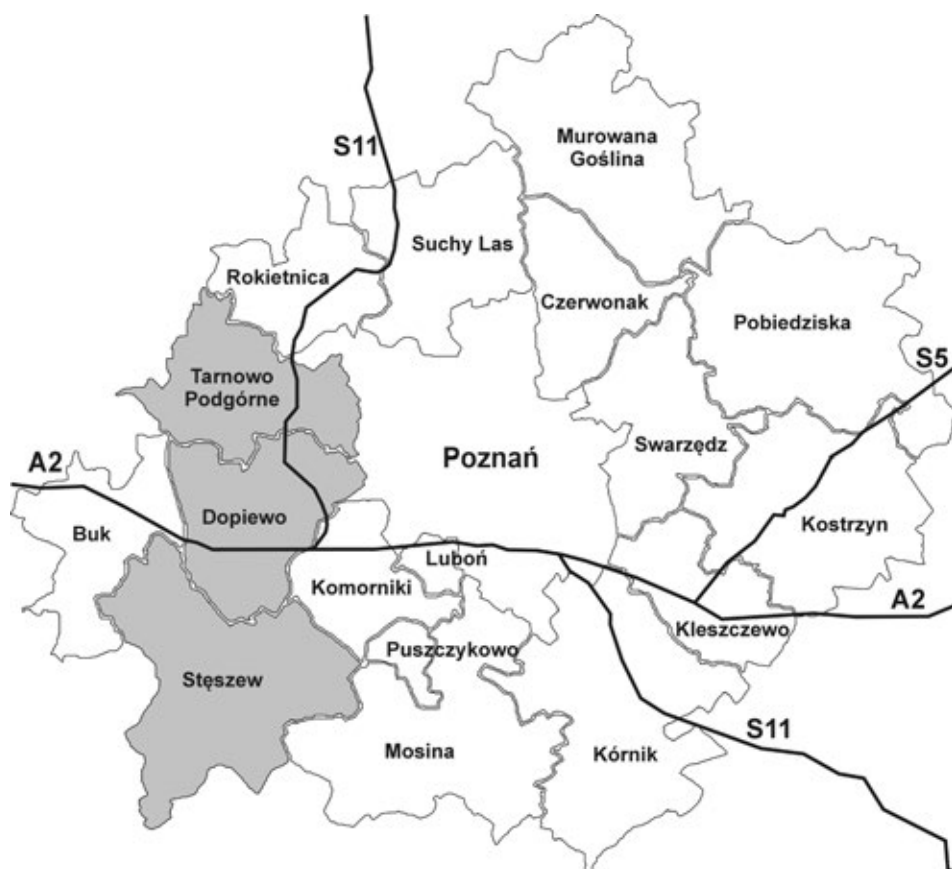 S11
Murowana
Goślina
Suchy Las
Rokietnica
Czerwonak
Pobiedziska
S5
Tarnowo
Podgórne
Swarzędz
Poznań
A2
Dopiewo
Kostrzyn
Buk
Luboń
Komorniki
A2
Kleszczewo
Puszczykowo
Stęszew
S11
Mosina
Kórnik